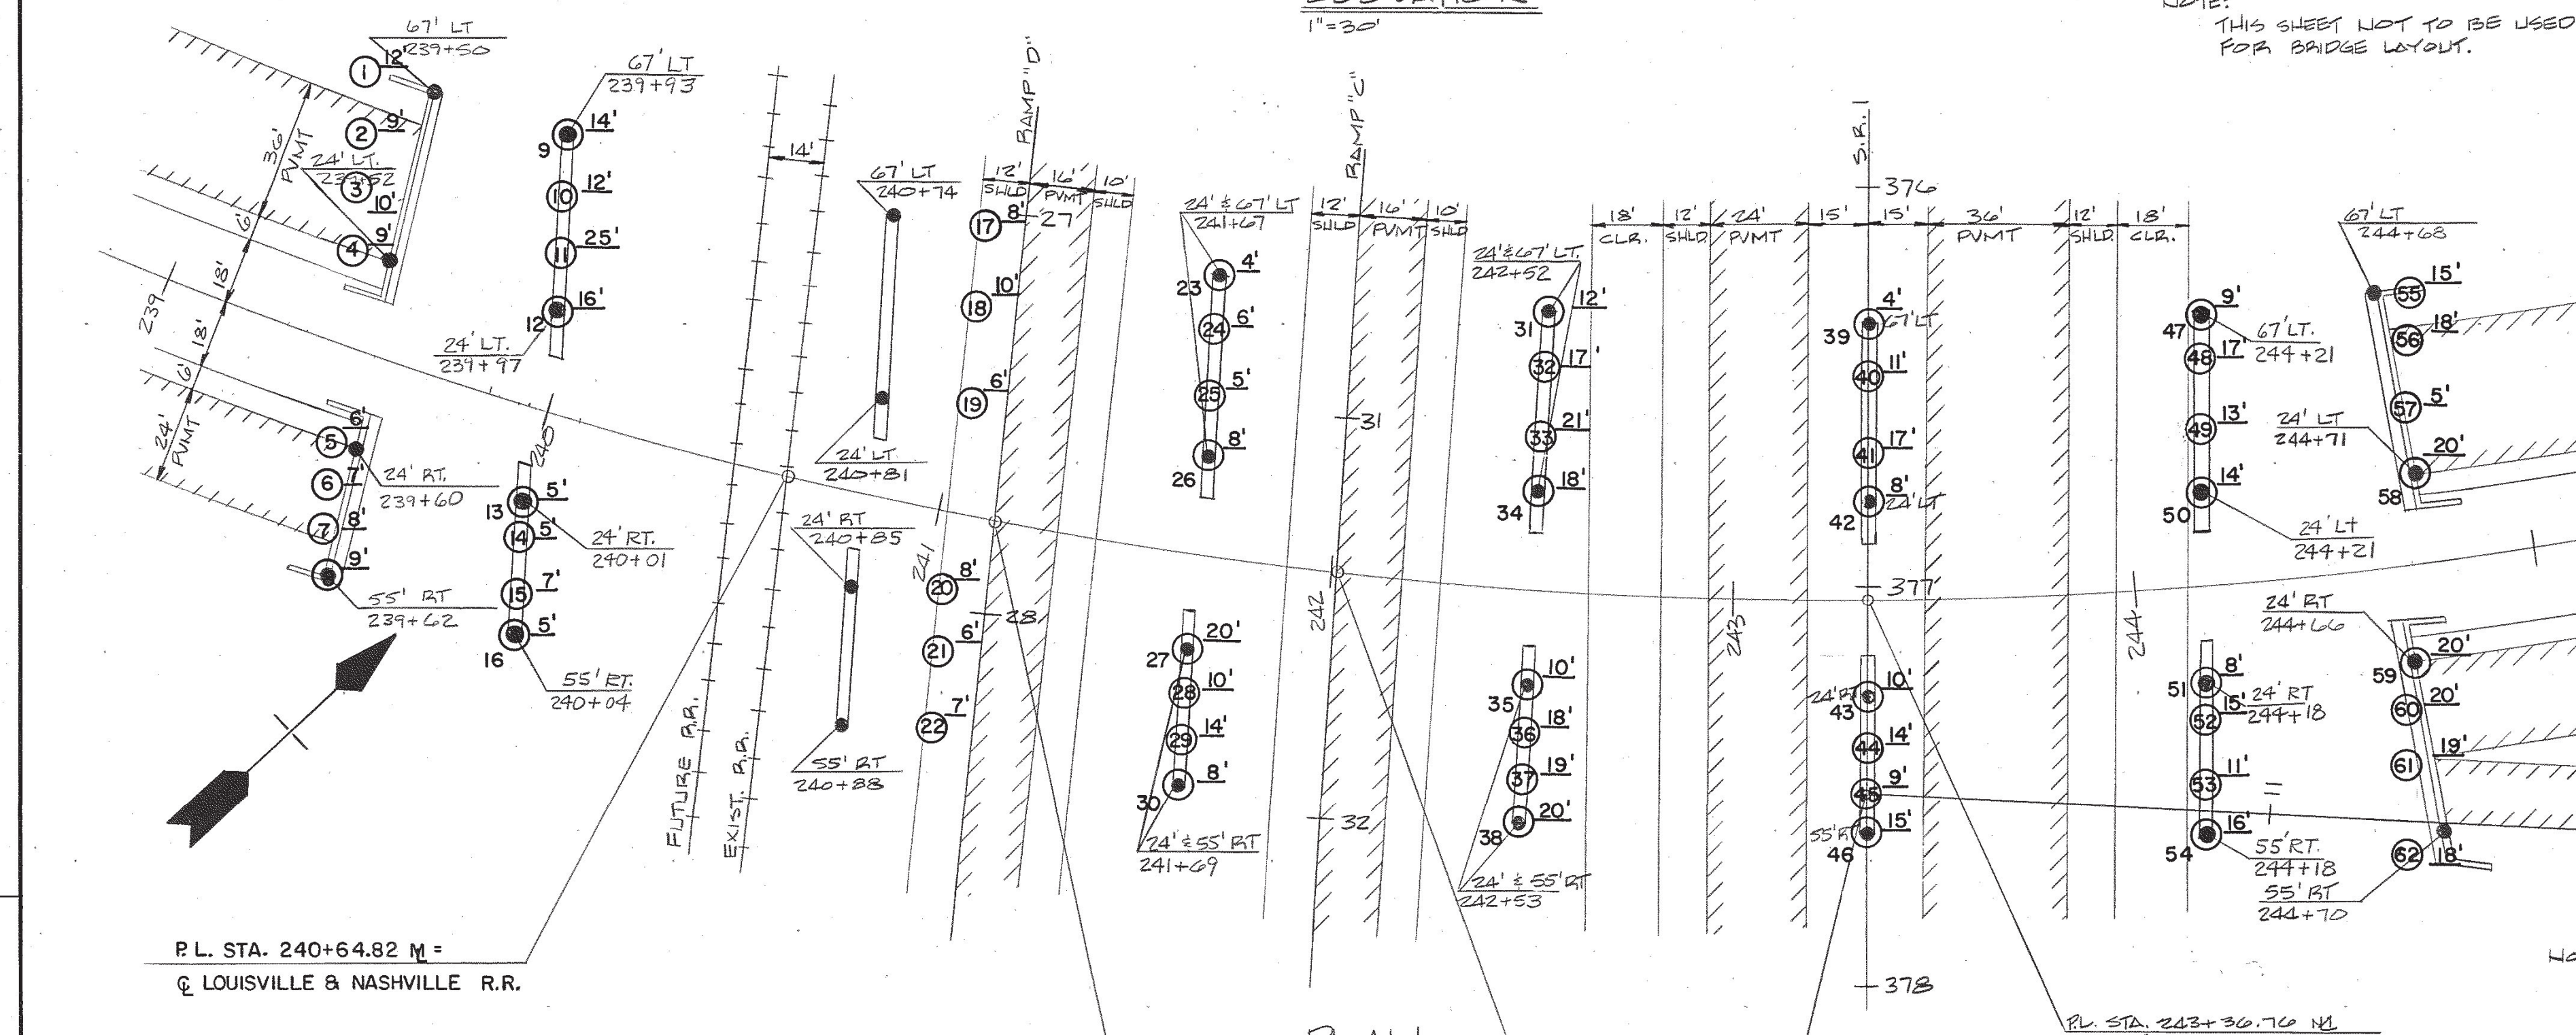 1"=30'
NOTE:
THIS SHEET NOT TO BE USED
FOR BRIDGE LAYOUT.
67' LT
239+50
1 12'
2 9'
24' LT.
239+52
3 10'
4 9'
36'
PVMT
6'
18'
18'
6'
24'
PVMT
239
5 6'
6 7'
7 8'
9'
24' RT.
239+60
55' RT
239+62
67' LT
239+93
9 14'
10 12'
11 25'
12 16'
24' LT.
239+97
240
13 5'
14 5'
15 7'
16 5'
24' RT.
240+01
55' RT.
240+04
14'
FUTURE R.R.
EXIST. R.R.
67' LT
240+74
24' LT
240+81
24' RT
240+85
55' RT
240+88
RAMP "D"
12' 16' 10'
SHLD PVMT SHLD
17 8'
27
18 10'
19 6'
241
20 8'
28
21 6'
22 7'
24' & 67' LT
241+67
23 4'
24 6'
25 5'
26 8'
27 20'
28 10'
29 14'
30 8'
24' & 55' RT
241+69
RAMP "C"
12' 16' 10'
SHLD PVMT SHLD
31
242
32
24' & 67' LT.
242+52
31 12'
32 17'
33 21'
34 18'
35 10'
36 18'
37 19'
38 20'
24' & 55' RT
242+53
S.R. 1
376
18' 12' 24' 15' 15' 36' 12' 18'
CLR. SHLD. PVMT PVMT SHLD. CLR.
39 4' 67' LT
40 11'
41 17'
42 8' 24' LT
243
377
24' RT
43 10'
44 14'
45 9'
55' RT
46 15'
378
47 9'
67' LT.
244+21
48 17'
49 13'
50 14'
24' Lt
244+21
244
51 8'
24' RT
244+18
52 15'
53 11'
54 16'
55' RT.
244+18
67' LT
244+68
55 15'
56 18'
57 5'
24' LT
244+71
58 20'
24' RT
244+66
59 20'
60 20'
61 19'
62 18'
55' RT
244+70
P.L. STA. 240+64.82 ML =
℄ LOUISVILLE & NASHVILLE R.R.
P.L. STA. 243+36.76 ML